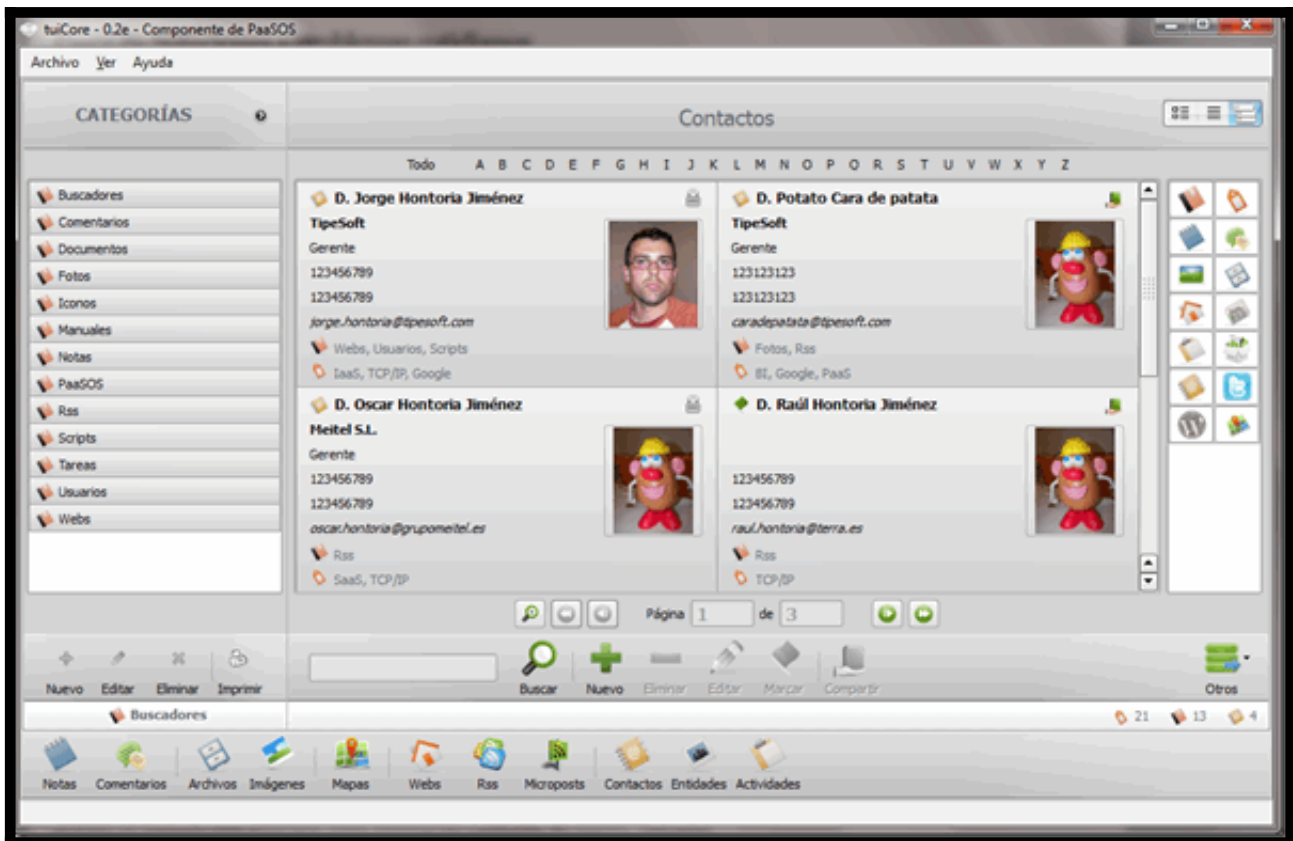 tuiCore - 0.2e - Componente de PaaSOS
Archivo Ver Ayuda
CATEGORÍAS
Contactos
Todo A B C D E F G H I J K L M N O P Q R S T U V W X Y Z
Buscadores
Comentarios
Documentos
Fotos
Iconos
Manuales
Notas
PaaSOS
Rss
Scripts
Tareas
Usuarios
Webs
D. Jorge Hontoria Jiménez
TipeSoft
Gerente
123456789
123456789
jorge.hontoria@tipesoft.com
Webs, Usuarios, Scripts
IaaS, TCP/IP, Google
D. Potato Cara de patata
TipeSoft
Gerente
123123123
123123123
caradepatata@tipesoft.com
Fotos, Rss
BI, Google, PaaS
D. Oscar Hontoria Jiménez
Meitel S.L.
Gerente
123456789
123456789
oscar.hontoria@grupomeitel.es
Rss
SaaS, TCP/IP
D. Raúl Hontoria Jiménez
123456789
123456789
raul.hontoria@terra.es
Rss
TCP/IP
Página 1 de 3
Nuevo Editar Eliminar Imprimir
Buscar Nuevo Eliminar Editar Marcar Compartir Otros
Buscadores
21 13 4
Notas Comentarios Archivos Imágenes Mapas Webs Rss Microposts Contactos Entidades Actividades